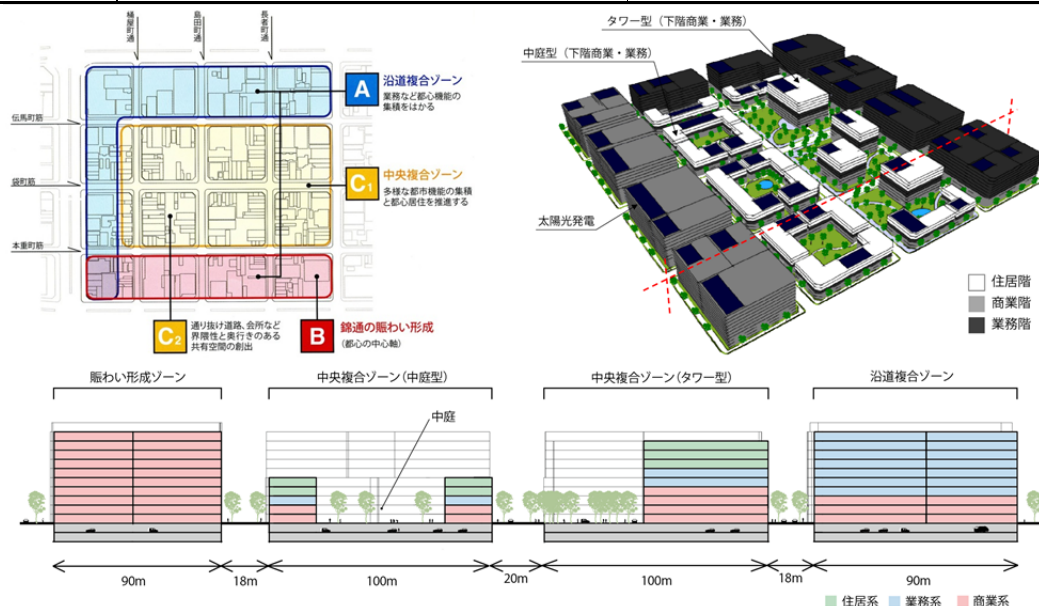 桶屋町通
島田町通
長者町通
伝馬町筋
袋町筋
本重町筋
A
沿道複合ゾーン
業務など都心機能の
集積をはかる
C1
中央複合ゾーン
多様な都市機能の集積
と都心居住を推進する
C2
通り抜け道路、会所など
界隈性と奥行きのある
共有空間の創出
B
錦通の賑わい形成
(都心の中心軸)
タワー型(下階商業・業務)
中庭型(下階商業・業務)
太陽光発電
住居階
商業階
業務階
賑わい形成ゾーン
中央複合ゾーン(中庭型)
中央複合ゾーン(タワー型)
沿道複合ゾーン
中庭
90m
18m
100m
20m
100m
18m
90m
住居系
業務系
商業系